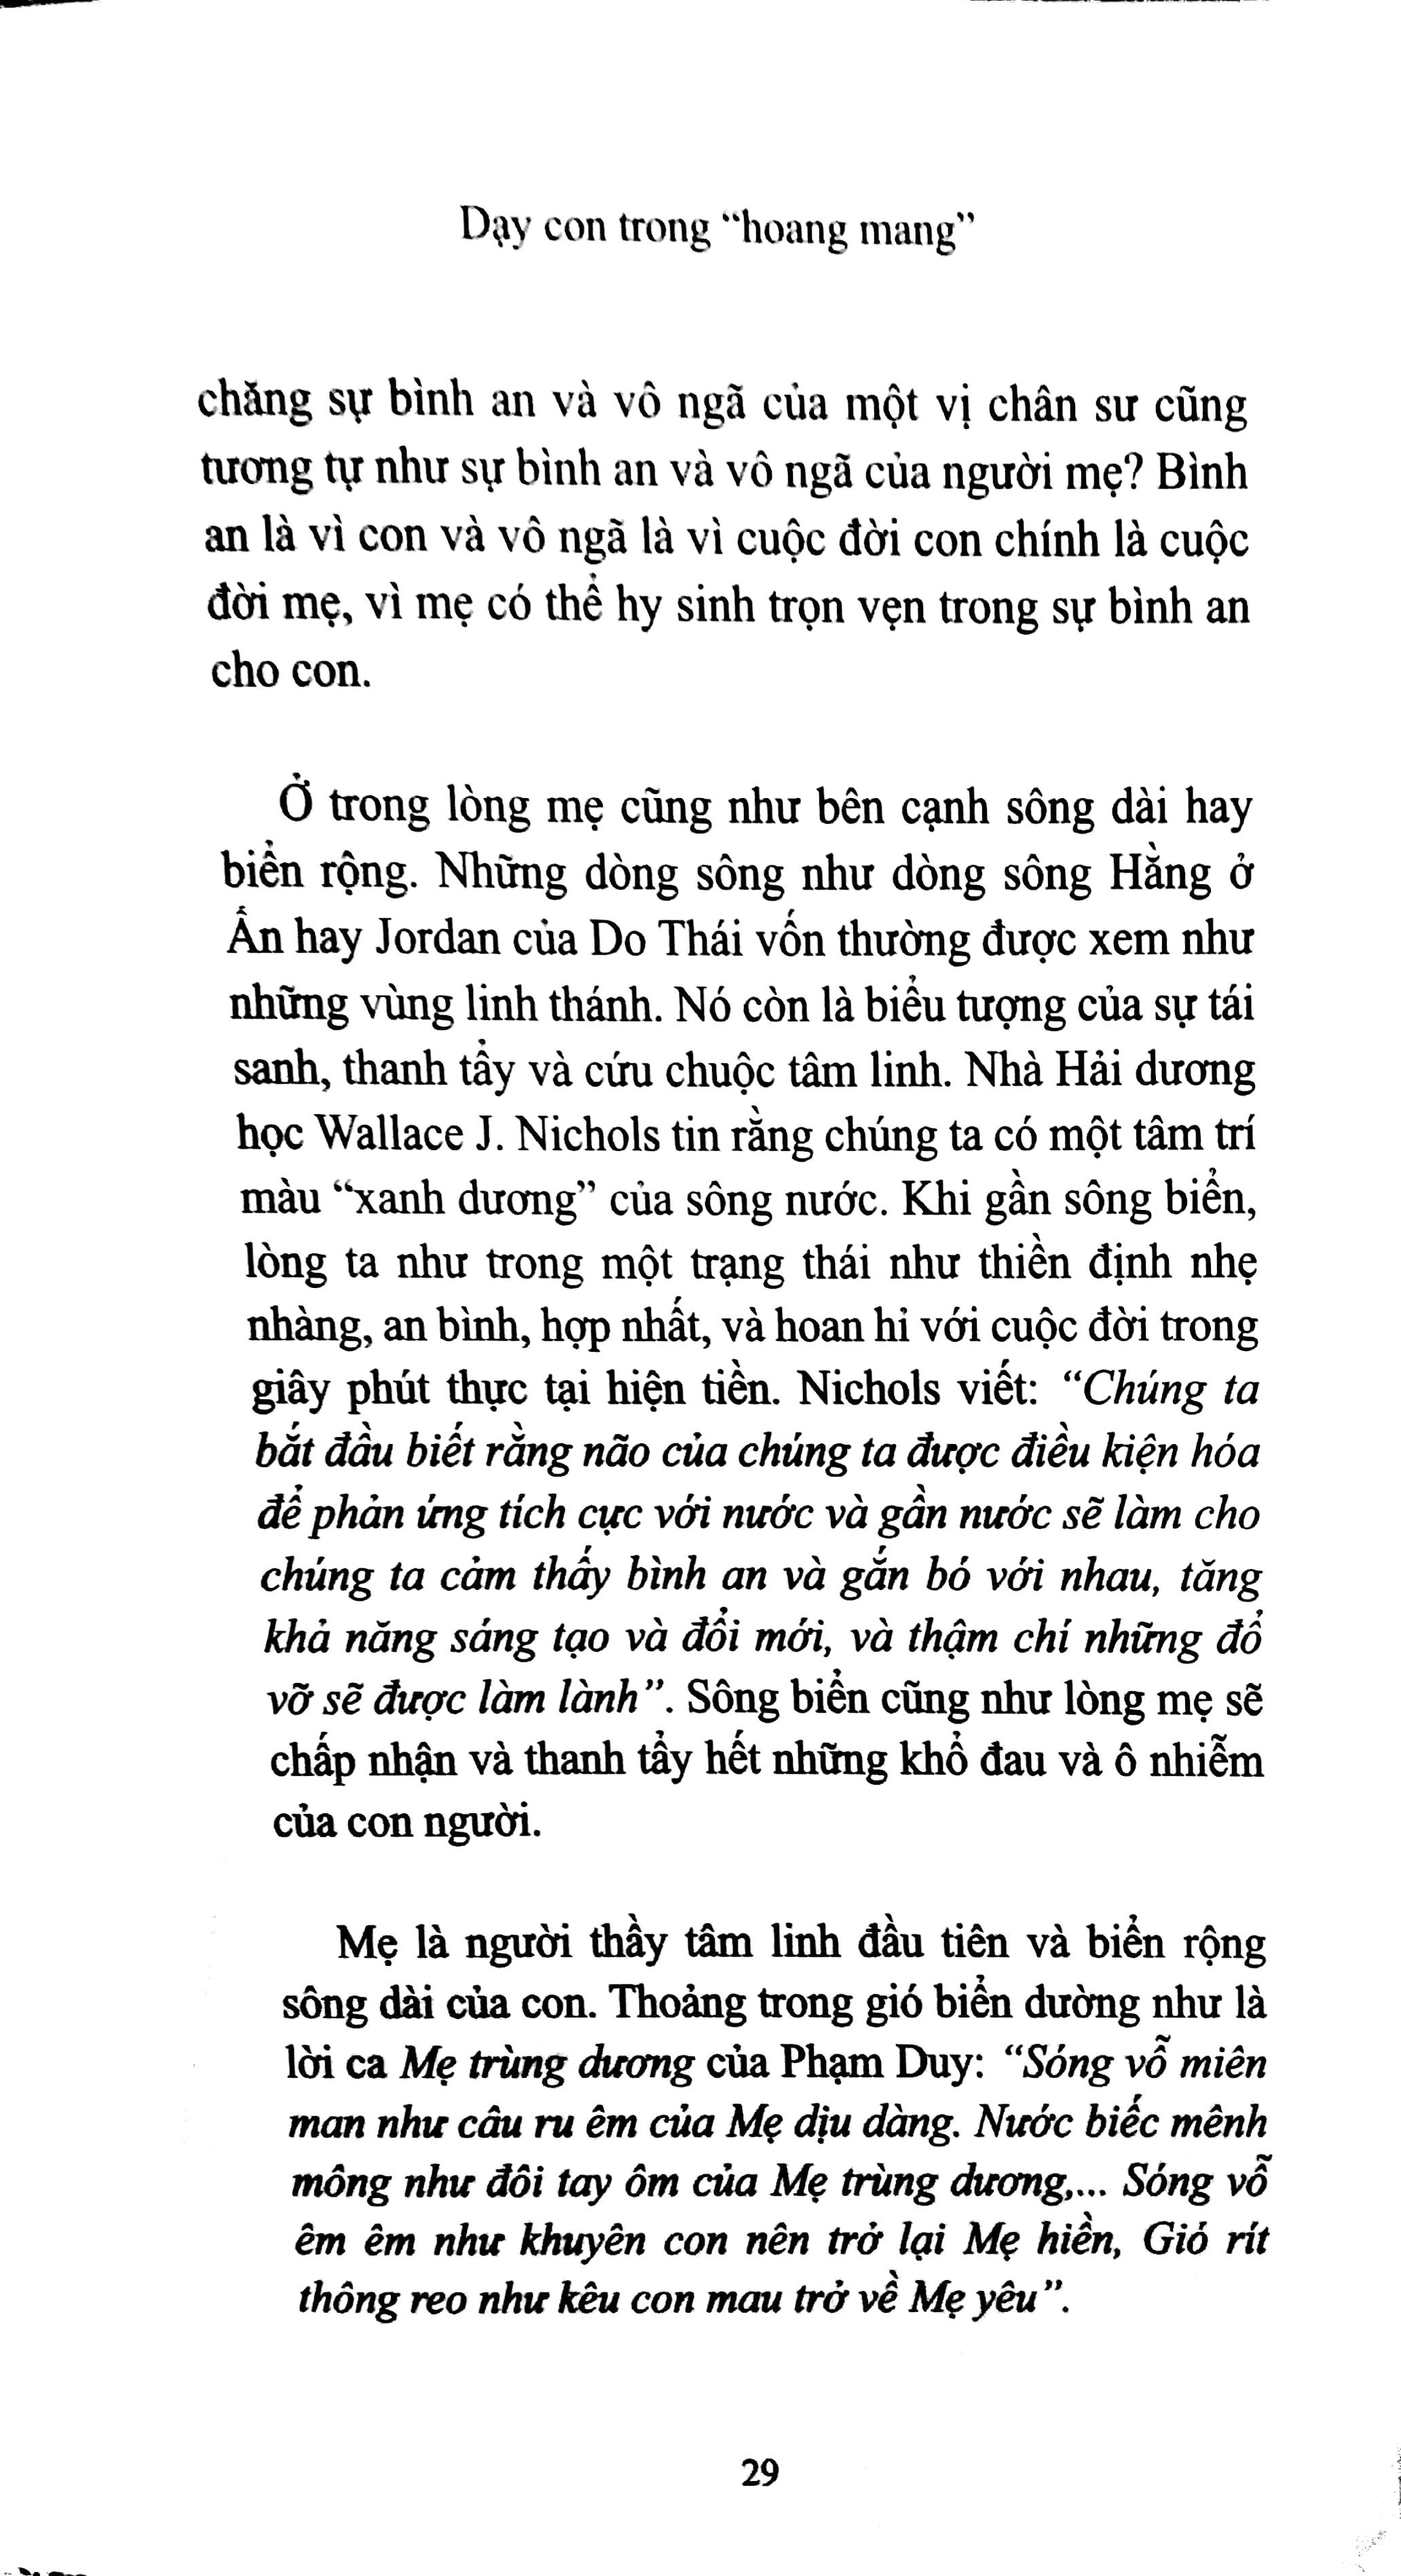 Dạy con trong “hoang mang”
chăng sự bình an và vô ngã của một vị chân sư cũng
tương tự như sự bình an và vô ngã của người mẹ? Bình
an là vì con và vô ngã là vì cuộc đời con chính là cuộc
đời mẹ, vì mẹ có thể hy sinh trọn vẹn trong sự bình an
cho con.
Ở trong lòng mẹ cũng như bên cạnh sông dài hay
biển rộng. Những dòng sông như dòng sông Hằng ở
Ấn hay Jordan của Do Thái vốn thường được xem như
những vùng linh thánh. Nó còn là biểu tượng của sự tái
sanh, thanh tẩy và cứu chuộc tâm linh. Nhà Hải dương
học Wallace J. Nichols tin rằng chúng ta có một tâm trí
màu “xanh dương” của sông nước. Khi gần sông biển,
lòng ta như trong một trạng thái như thiền định nhẹ
nhàng, an bình, hợp nhất, và hoan hỉ với cuộc đời trong
giây phút thực tại hiện tiền. Nichols viết: “Chúng ta
bắt đầu biết rằng não của chúng ta được điều kiện hóa
để phản ứng tích cực với nước và gần nước sẽ làm cho
chúng ta cảm thấy bình an và gắn bó với nhau, tăng
khả năng sáng tạo và đổi mới, và thậm chí những đổ
vỡ sẽ được làm lành”. Sông biển cũng như lòng mẹ sẽ
chấp nhận và thanh tẩy hết những khổ đau và ô nhiễm
của con người.
Mẹ là người thầy tâm linh đầu tiên và biển rộng
sông dài của con. Thoảng trong gió biển dường như là
lời ca Mẹ trùng dương của Phạm Duy: “Sóng vỗ miên
man như câu ru êm của Mẹ dịu dàng. Nước biếc mênh
mông như đôi tay ôm của Mẹ trùng dương,... Sóng vỗ
êm êm như khuyên con nên trở lại Mẹ hiền, Gió rít
thông reo như kêu con mau trở về Mẹ yêu”.
29